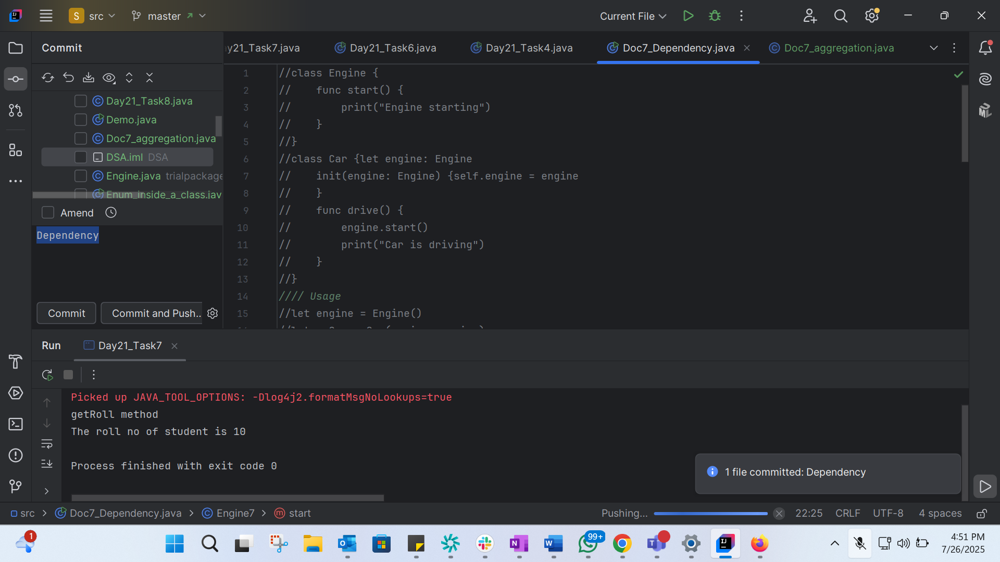 S src master Current File
Commit
y21_Task7.java Day21_Task6.java Day21_Task4.java Doc7_Dependency.java Doc7_aggregation.java
Day21_Task8.java
Demo.java
Doc7_aggregation.java
DSA.iml DSA
Engine.java trialpackage
Enum_inside_a_class.jav
Amend
Dependency
Commit Commit and Push..
1 //class Engine {
2 //    func start() {
3 //        print("Engine starting")
4 //    }
5 //}
6 //class Car {let engine: Engine
7 //    init(engine: Engine) {self.engine = engine
8 //    }
9 //    func drive() {
10 //        engine.start()
11 //        print("Car is driving")
12 //    }
13 //}
14 //// Usage
15 //let engine = Engine()
Run Day21_Task7
Picked up JAVA_TOOL_OPTIONS: -Dlog4j2.formatMsgNoLookups=true
getRoll method
The roll no of student is 10
Process finished with exit code 0
1 file committed: Dependency
src > Doc7_Dependency.java > Engine7 > start
Pushing... 22:25 CRLF UTF-8 4 spaces
1
99+
4:51 PM
7/26/2025